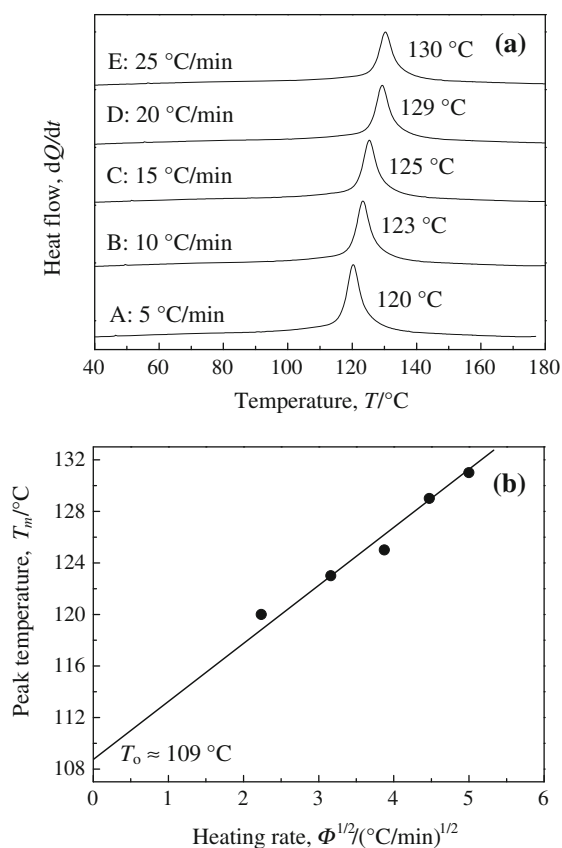 (a)
E: 25 °C/min
130 °C
D: 20 °C/min
129 °C
C: 15 °C/min
125 °C
B: 10 °C/min
123 °C
A: 5 °C/min
120 °C
Heat flow, dQ/dt
40 60 80 100 120 140 160 180
Temperature, T/°C
(b)
132
128
124
120
116
112
108
Peak temperature, Tm/°C
To ≈ 109 °C
0 1 2 3 4 5 6
Heating rate, Φ1/2/(°C/min)1/2